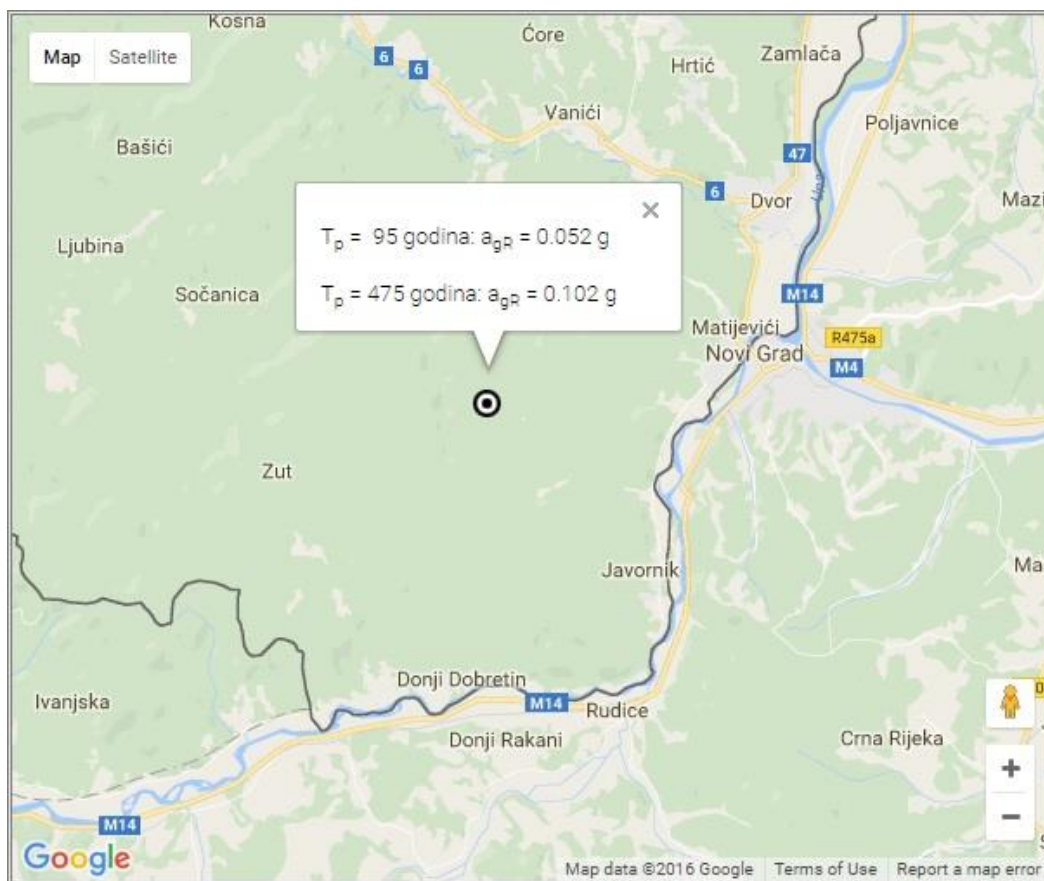 Kosna
Ćore
Zamlača
Map Satellite
Hrtić
6
6
Vanići
Poljavnice
Bašići
47
Una
6
Dvor
Mazi
T_p = 95 godina: a_gR = 0.052 g
Ljubina
T_p = 475 godina: a_gR = 0.102 g
Sočanica
M14
Matijevići
R475a
Novi Grad
M4
Zut
Javornik
Ma
Donji Dobretin
Ivanjska
M14
Rudice
0
Donji Rakani
Crna Rijeka
+
−
M14
S
Google
Map data ©2016 Google Terms of Use Report a map error